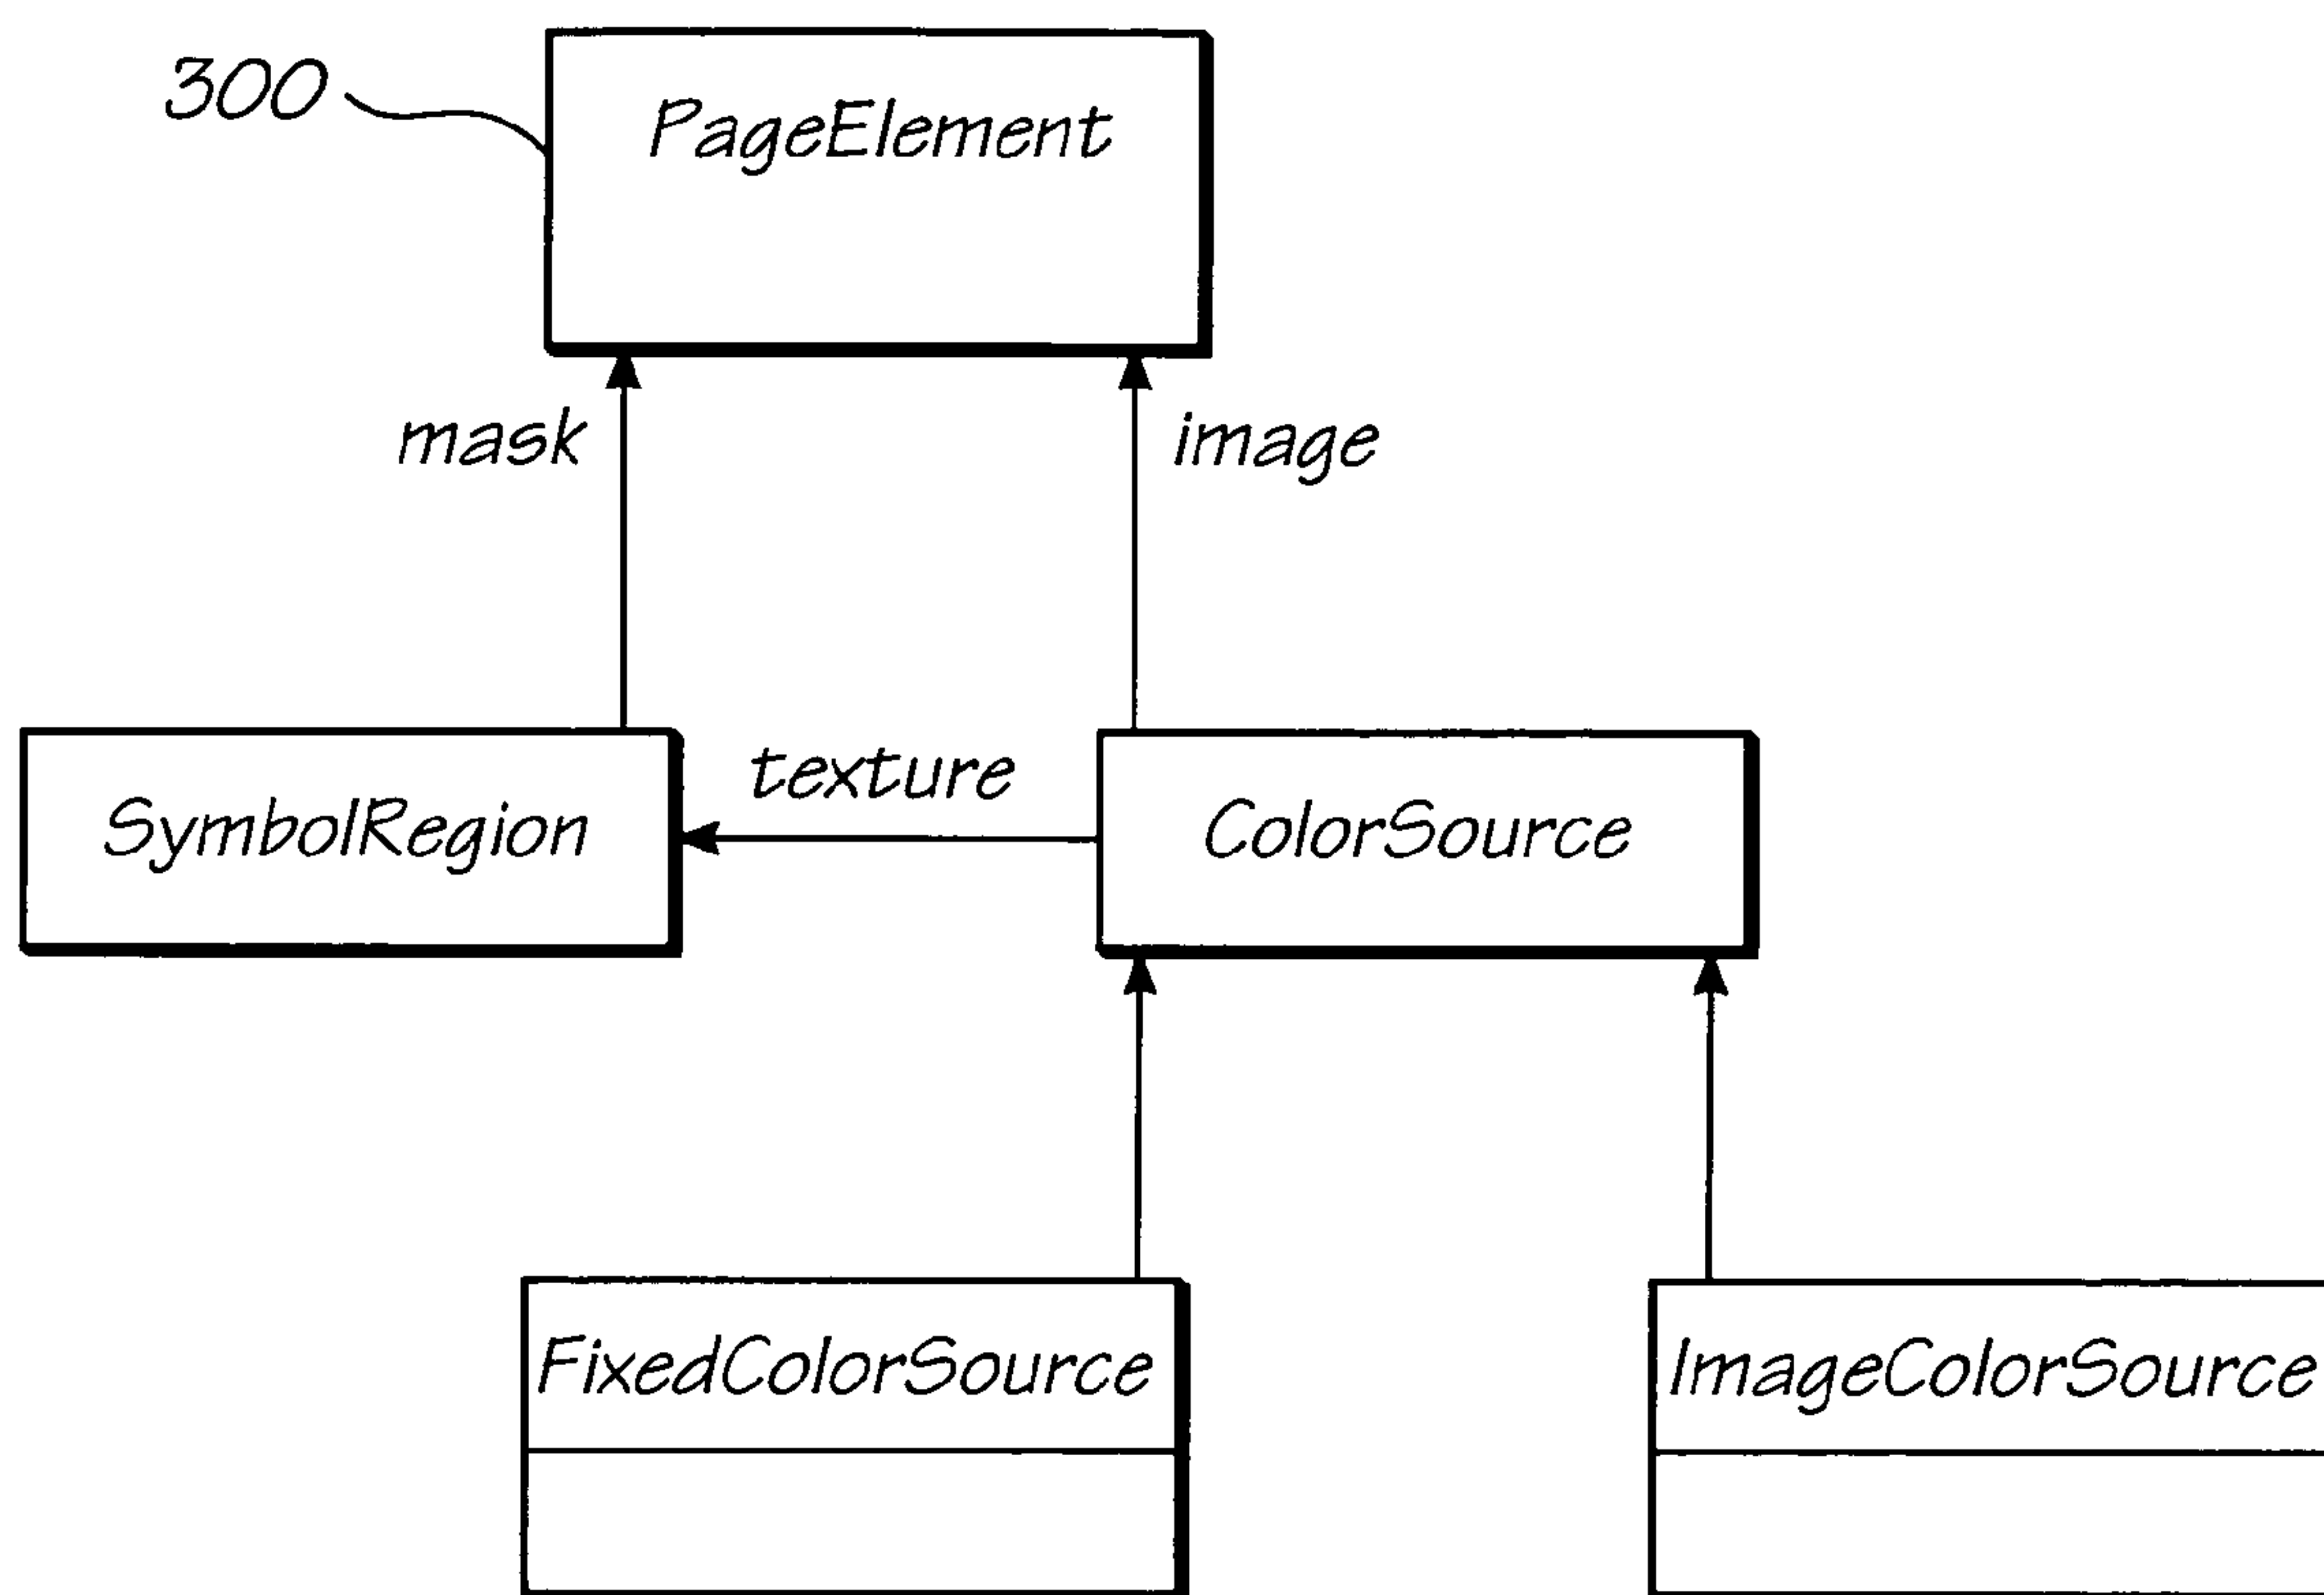 300
PageElement
mask
image
SymbolRegion
texture
ColorSource
FixedColorSource
ImageColorSource